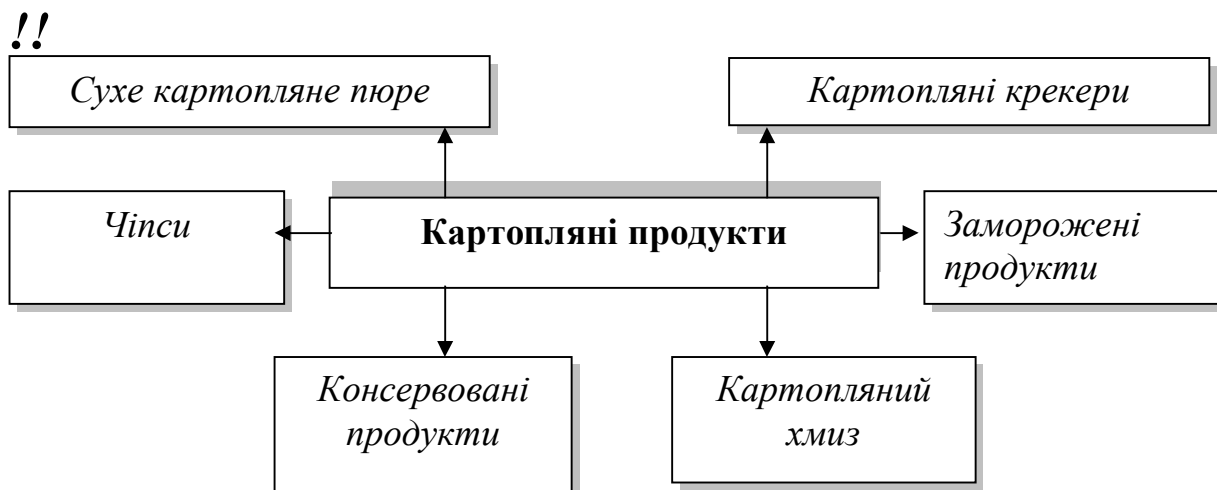 !!
Сухе картопляне пюре
Картопляні крекери
Чіпси
Картопляні продукти
Заморожені
продукти
Консервовані
продукти
Картопляний
хмиз